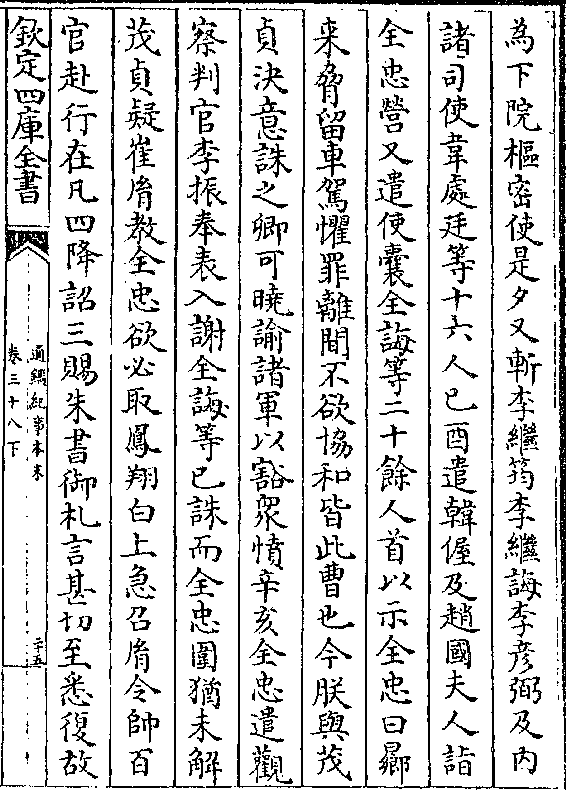 為下院樞密使是夕又斬李繼筠李繼誨李彥弼及内
諸司使韋處廷等十六人己酉遣韓偓及趙國夫人詣
全忠營又遣使囊全誨等二十餘人首以示全忠曰曏
来脅留車駕懼罪離間不欲協和皆此曹也今朕與茂
貞決意誅之卿可曉諭諸軍以豁衆憤辛亥全忠遣觀
察判官李振奉表入謝全誨等已誅而全忠圍猶未解
茂貞疑崔胤教全忠欲必取鳳翔白上急召胤令帥百
官赴行在凡四降詔三賜朱書御札言甚切至悉復故
欽定四庫全書
通鑑紀事本末
卷三十八下
二十五